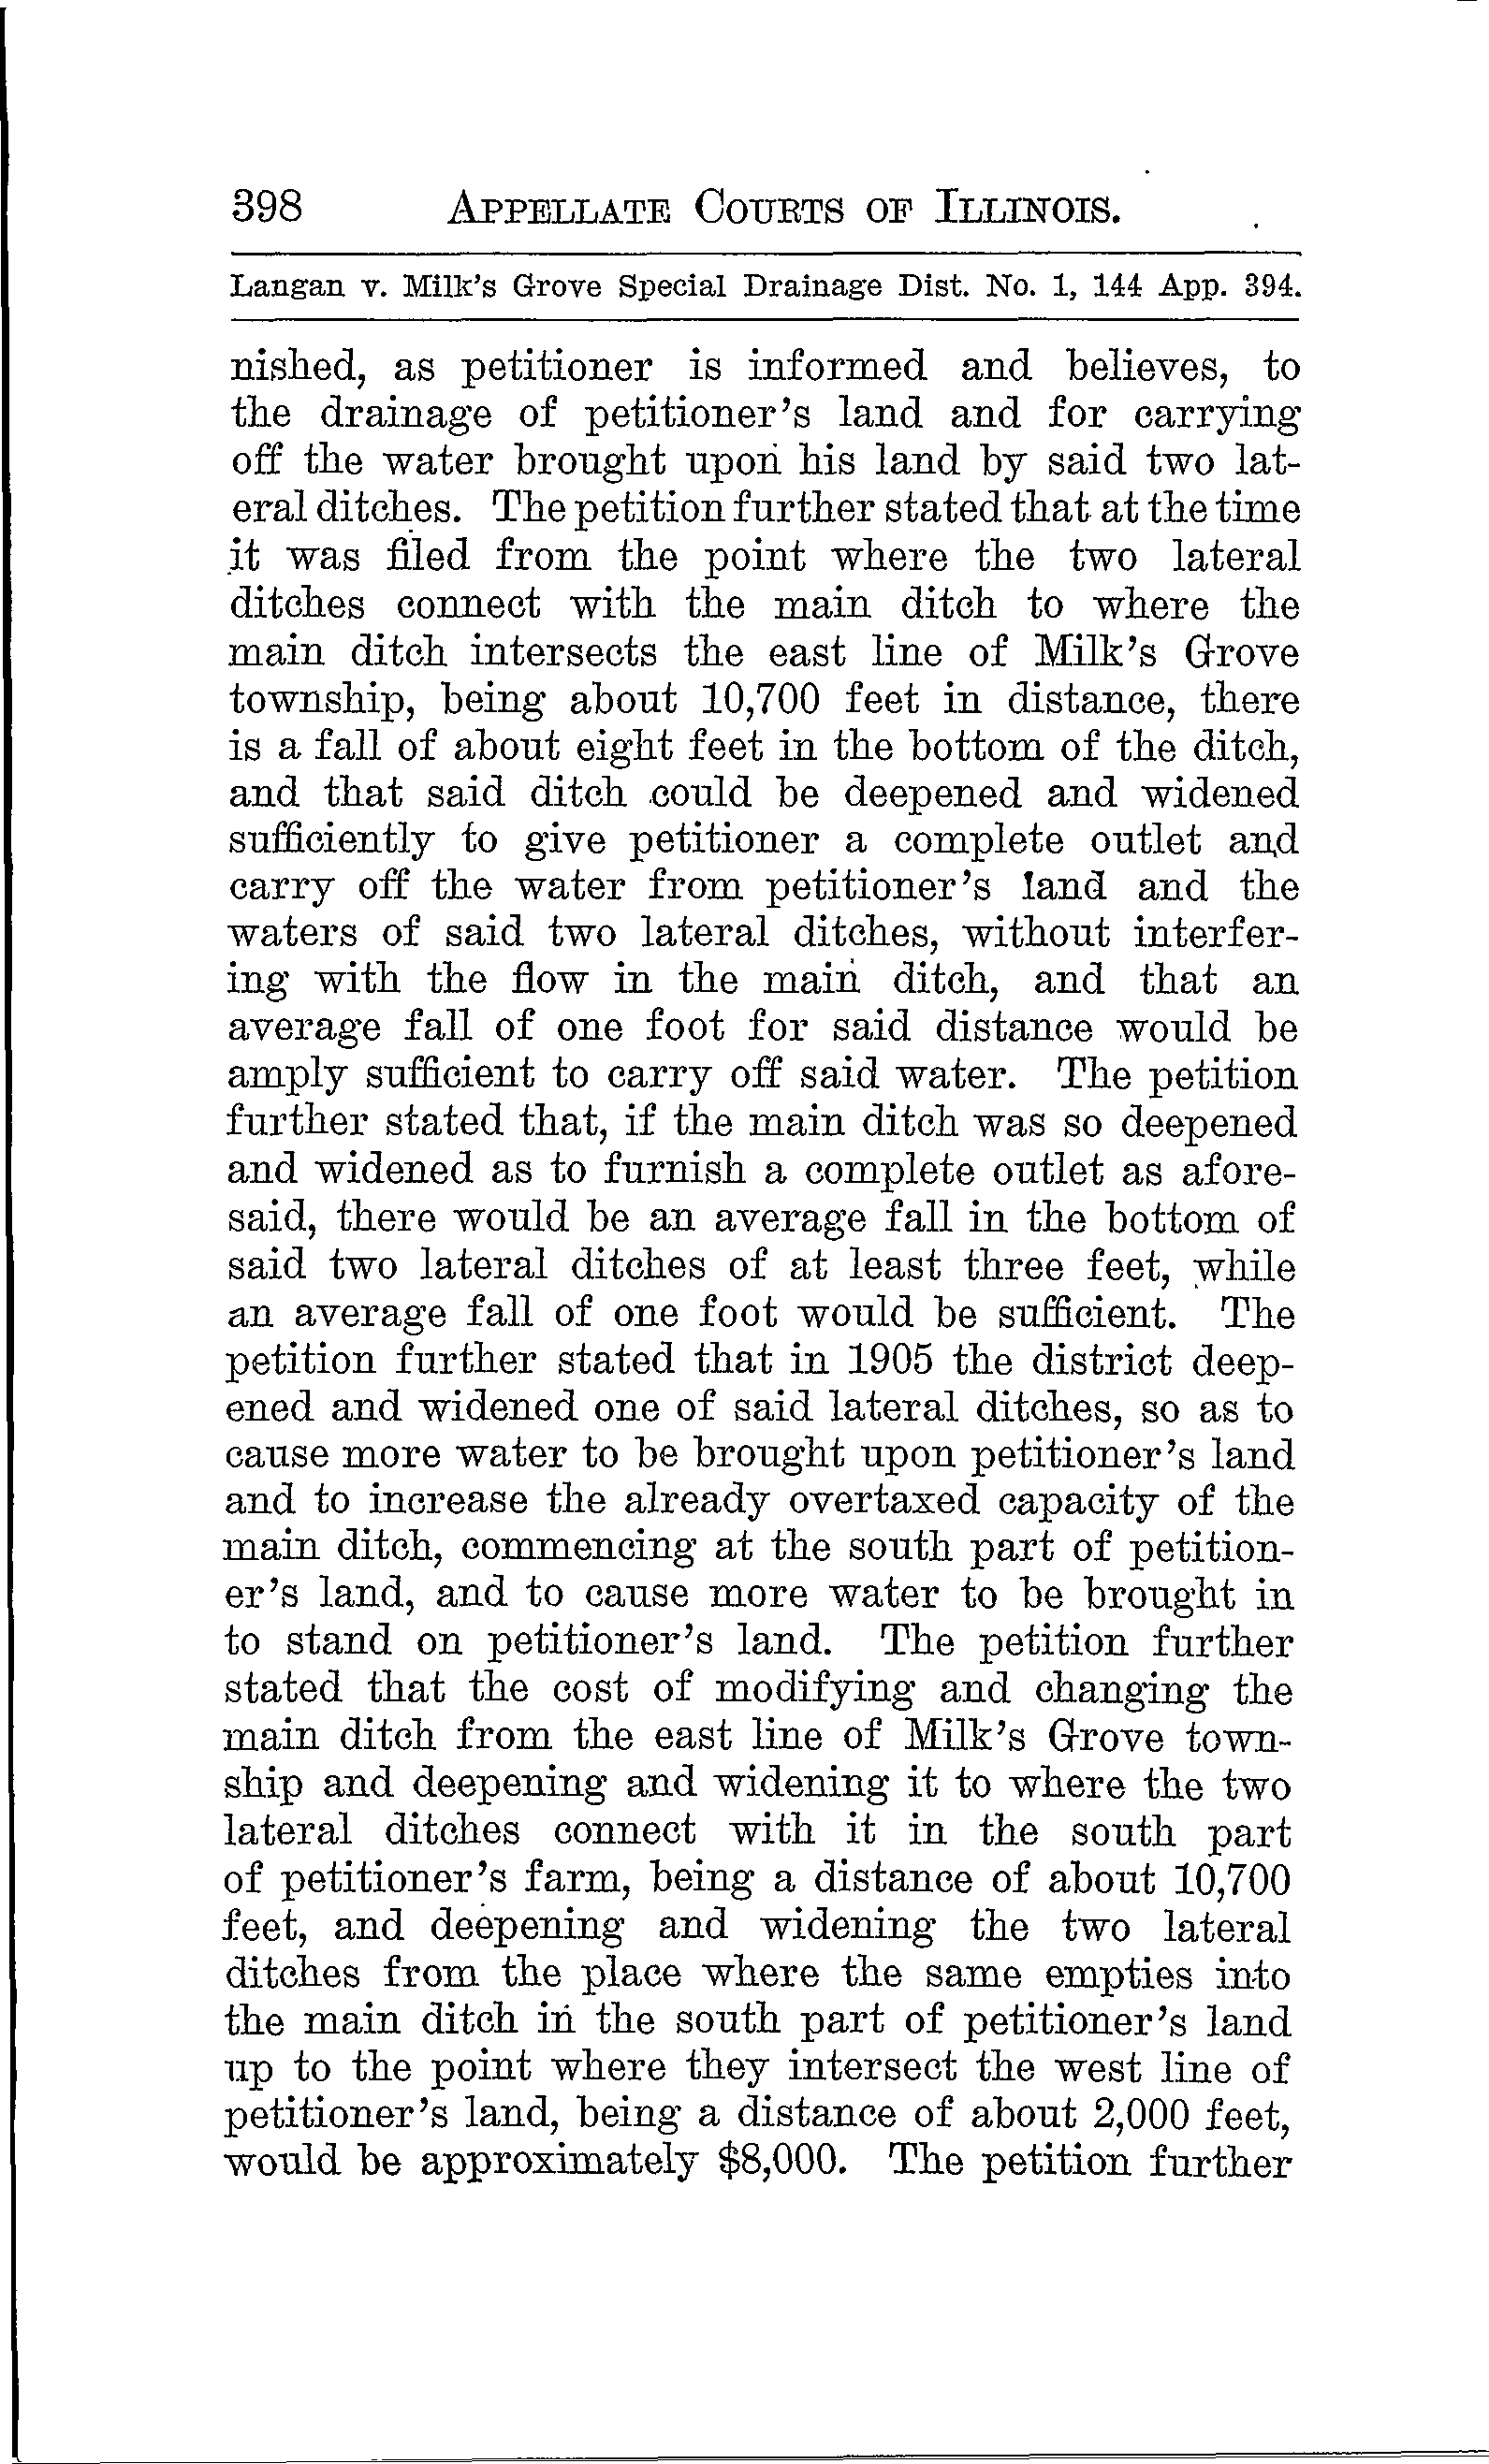 398 APPELLATE COURTS OF ILLINOIS.
Langan v. Milk's Grove Special Drainage Dist. No. 1, 144 App. 394.
nished, as petitioner is informed and believes, to
the drainage of petitioner's land and for carrying
off the water brought upon his land by said two lat-
eral ditches. The petition further stated that at the time
it was filed from the point where the two lateral
ditches connect with the main ditch to where the
main ditch intersects the east line of Milk's Grove
township, being about 10,700 feet in distance, there
is a fall of about eight feet in the bottom of the ditch,
and that said ditch could be deepened and widened
sufficiently to give petitioner a complete outlet and
carry off the water from petitioner's land and the
waters of said two lateral ditches, without interfer-
ing with the flow in the main ditch, and that an
average fall of one foot for said distance would be
amply sufficient to carry off said water. The petition
further stated that, if the main ditch was so deepened
and widened as to furnish a complete outlet as afore-
said, there would be an average fall in the bottom of
said two lateral ditches of at least three feet, while
an average fall of one foot would be sufficient. The
petition further stated that in 1905 the district deep-
ened and widened one of said lateral ditches, so as to
cause more water to be brought upon petitioner's land
and to increase the already overtaxed capacity of the
main ditch, commencing at the south part of petition-
er's land, and to cause more water to be brought in
to stand on petitioner's land. The petition further
stated that the cost of modifying and changing the
main ditch from the east line of Milk's Grove town-
ship and deepening and widening it to where the two
lateral ditches connect with it in the south part
of petitioner's farm, being a distance of about 10,700
feet, and deepening and widening the two lateral
ditches from the place where the same empties into
the main ditch in the south part of petitioner's land
up to the point where they intersect the west line of
petitioner's land, being a distance of about 2,000 feet,
would be approximately $8,000. The petition further